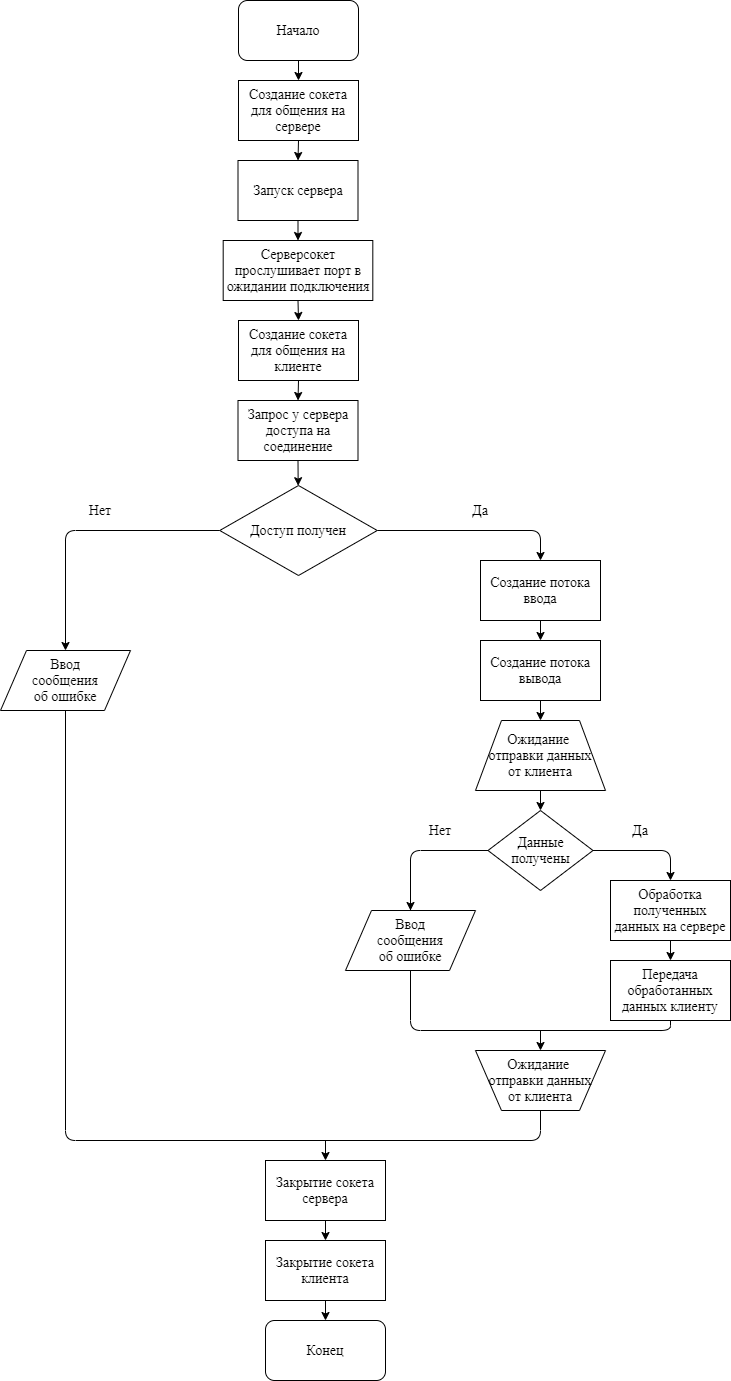 Начало
Создание сокета
для общения на
сервере
Запуск сервера
Серверсокет
прослушивает порт в
ожидании подключения
Создание сокета
для общения на
клиенте
Запрос у сервера
доступа на
соединение
Нет
Доступ получен
Да
Ввод
сообщения
об ошибке
Создание потока
ввода
Создание потока
вывода
Ожидание
отправки данных
от клиента
Нет
Данные
получены
Да
Ввод
сообщения
об ошибке
Обработка
полученных
данных на сервере
Передача
обработанных
данных клиенту
Ожидание
отправки данных
от клиента
Закрытие сокета
сервера
Закрытие сокета
клиента
Конец